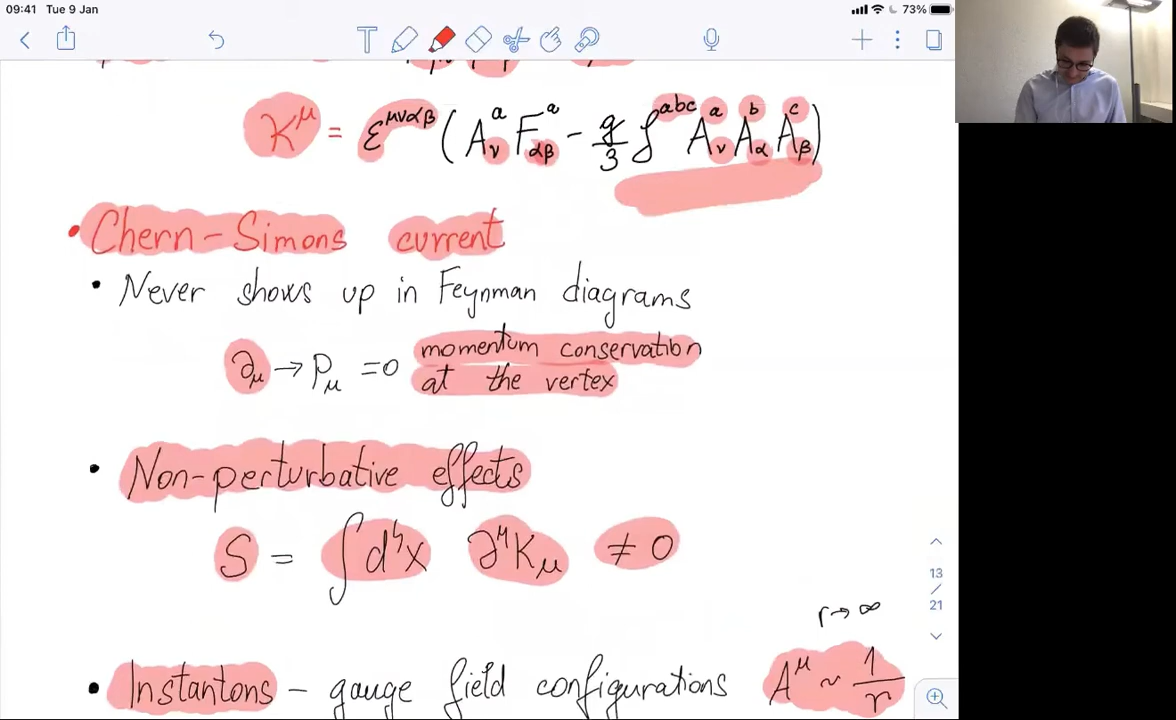 09:41 Tue 9 Jan 73%
K^μ = ε^{μναβ} ( A^a_ν F^a_{αβ} - g/3 f^{abc} A^a_ν A^b_α A^c_β )
• Chern-Simons current
• Never shows up in Feynman diagrams
∂_μ → p_μ = 0 momentum conservation
at the vertex
• Non-perturbative effects
S = ∫ d^4x ∂^μ K_μ ≠ 0
r → ∞
• Instantons - gauge field configurations A^μ ~ 1/r
13
/
21